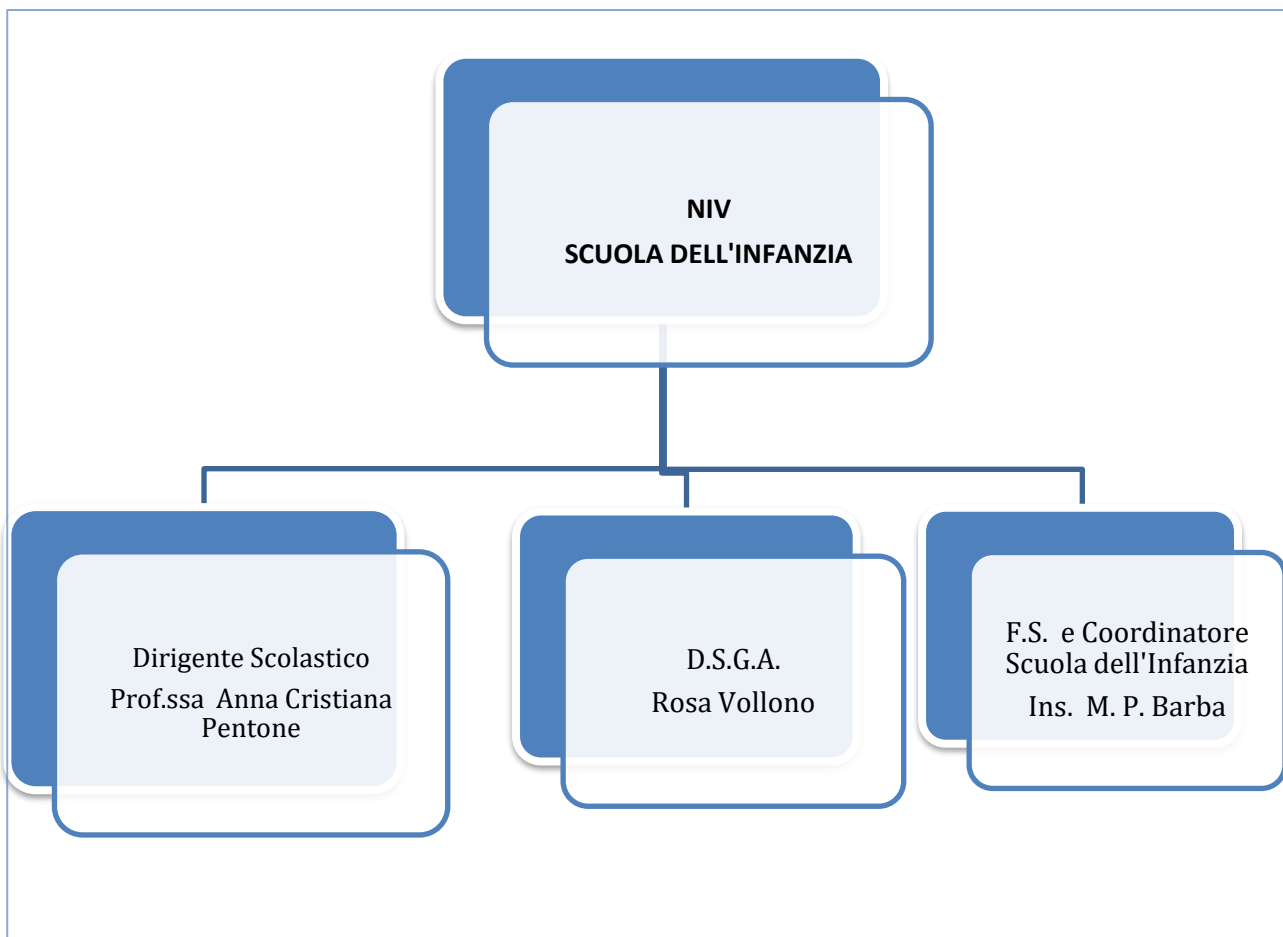 NIV
SCUOLA DELL'INFANZIA
Dirigente Scolastico
Prof.ssa Anna Cristiana
Pentone
D.S.G.A.
Rosa Vollono
F.S. e Coordinatore
Scuola dell'Infanzia
Ins. M. P. Barba